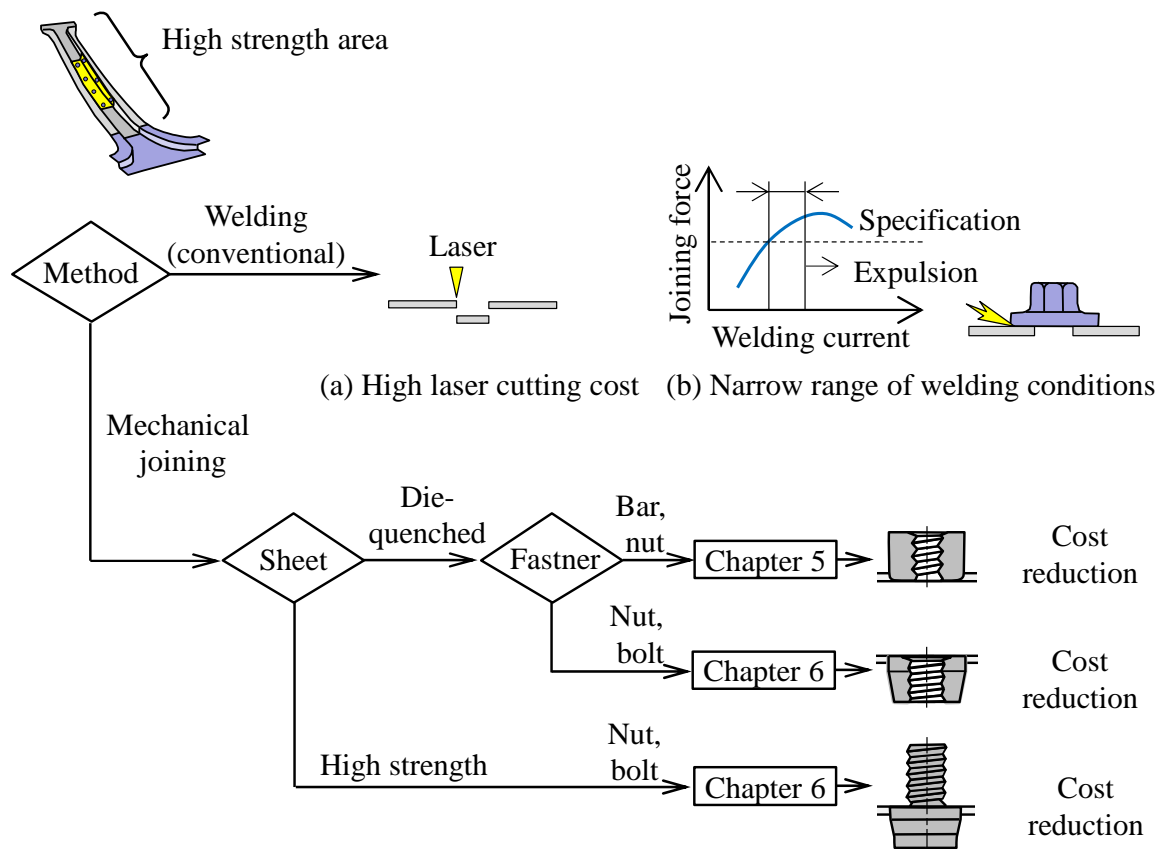 High strength area
Welding
(conventional)
Method
Laser
Joining force
Specification
Expulsion
Welding current
(a) High laser cutting cost
(b) Narrow range of welding conditions
Mechanical
joining
Sheet
Die-
quenched
Fastner
Bar,
nut
Chapter 5
Cost
reduction
Nut,
bolt
Chapter 6
Cost
reduction
High strength
Nut,
bolt
Chapter 6
Cost
reduction